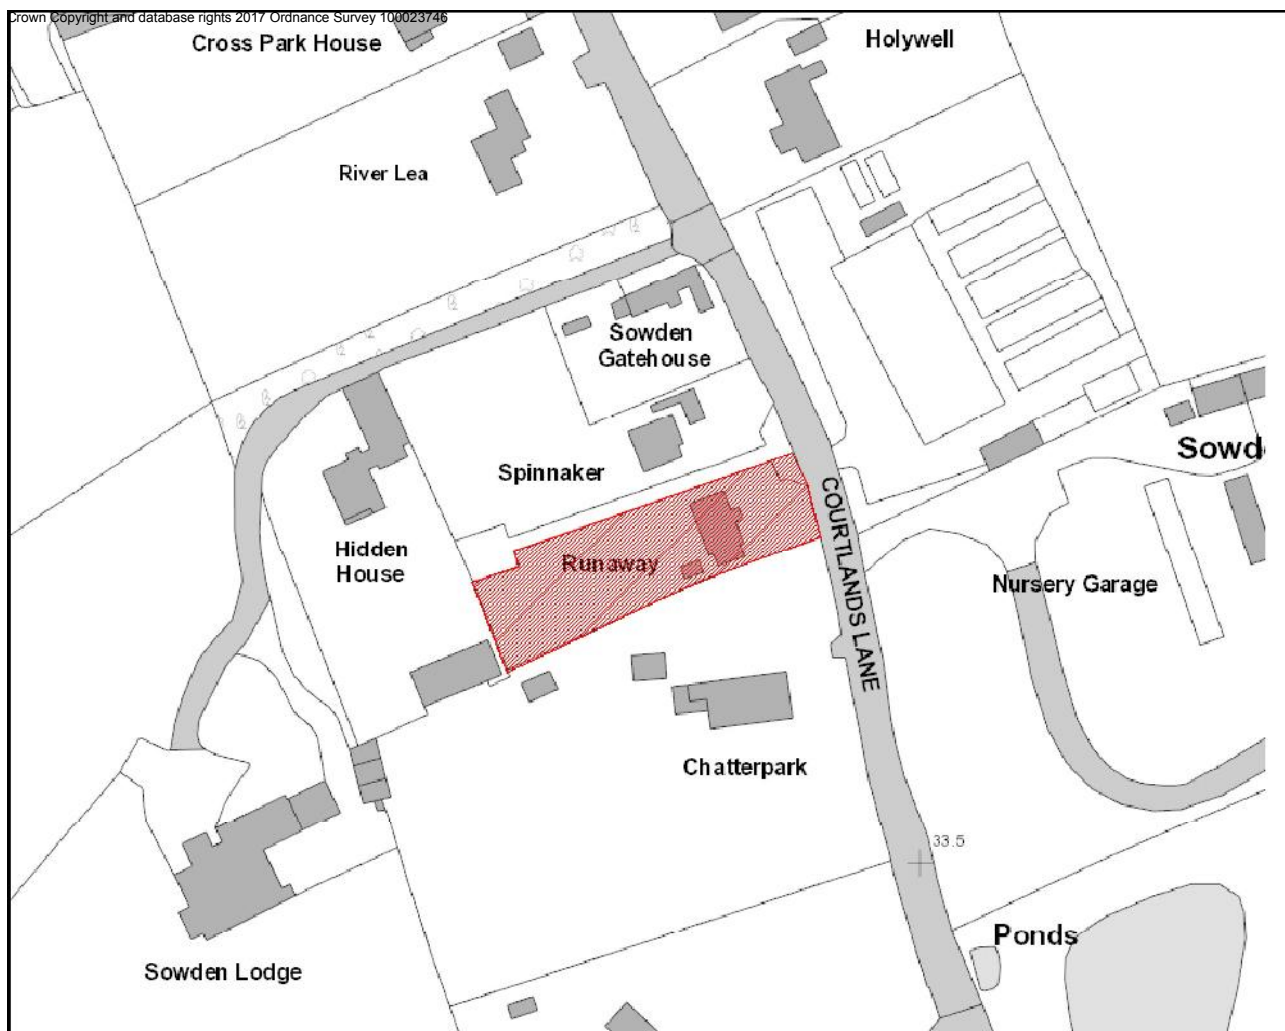 Crown Copyright and database rights 2017 Ordnance Survey 100023746
Cross Park House
Holywell
River Lea
Sowden
Gatehouse
Spinnaker
Sowd
Hidden
House
Runaway
COURTLANDS LANE
Nursery Garage
Chatterpark
33.5
Ponds
Sowden Lodge